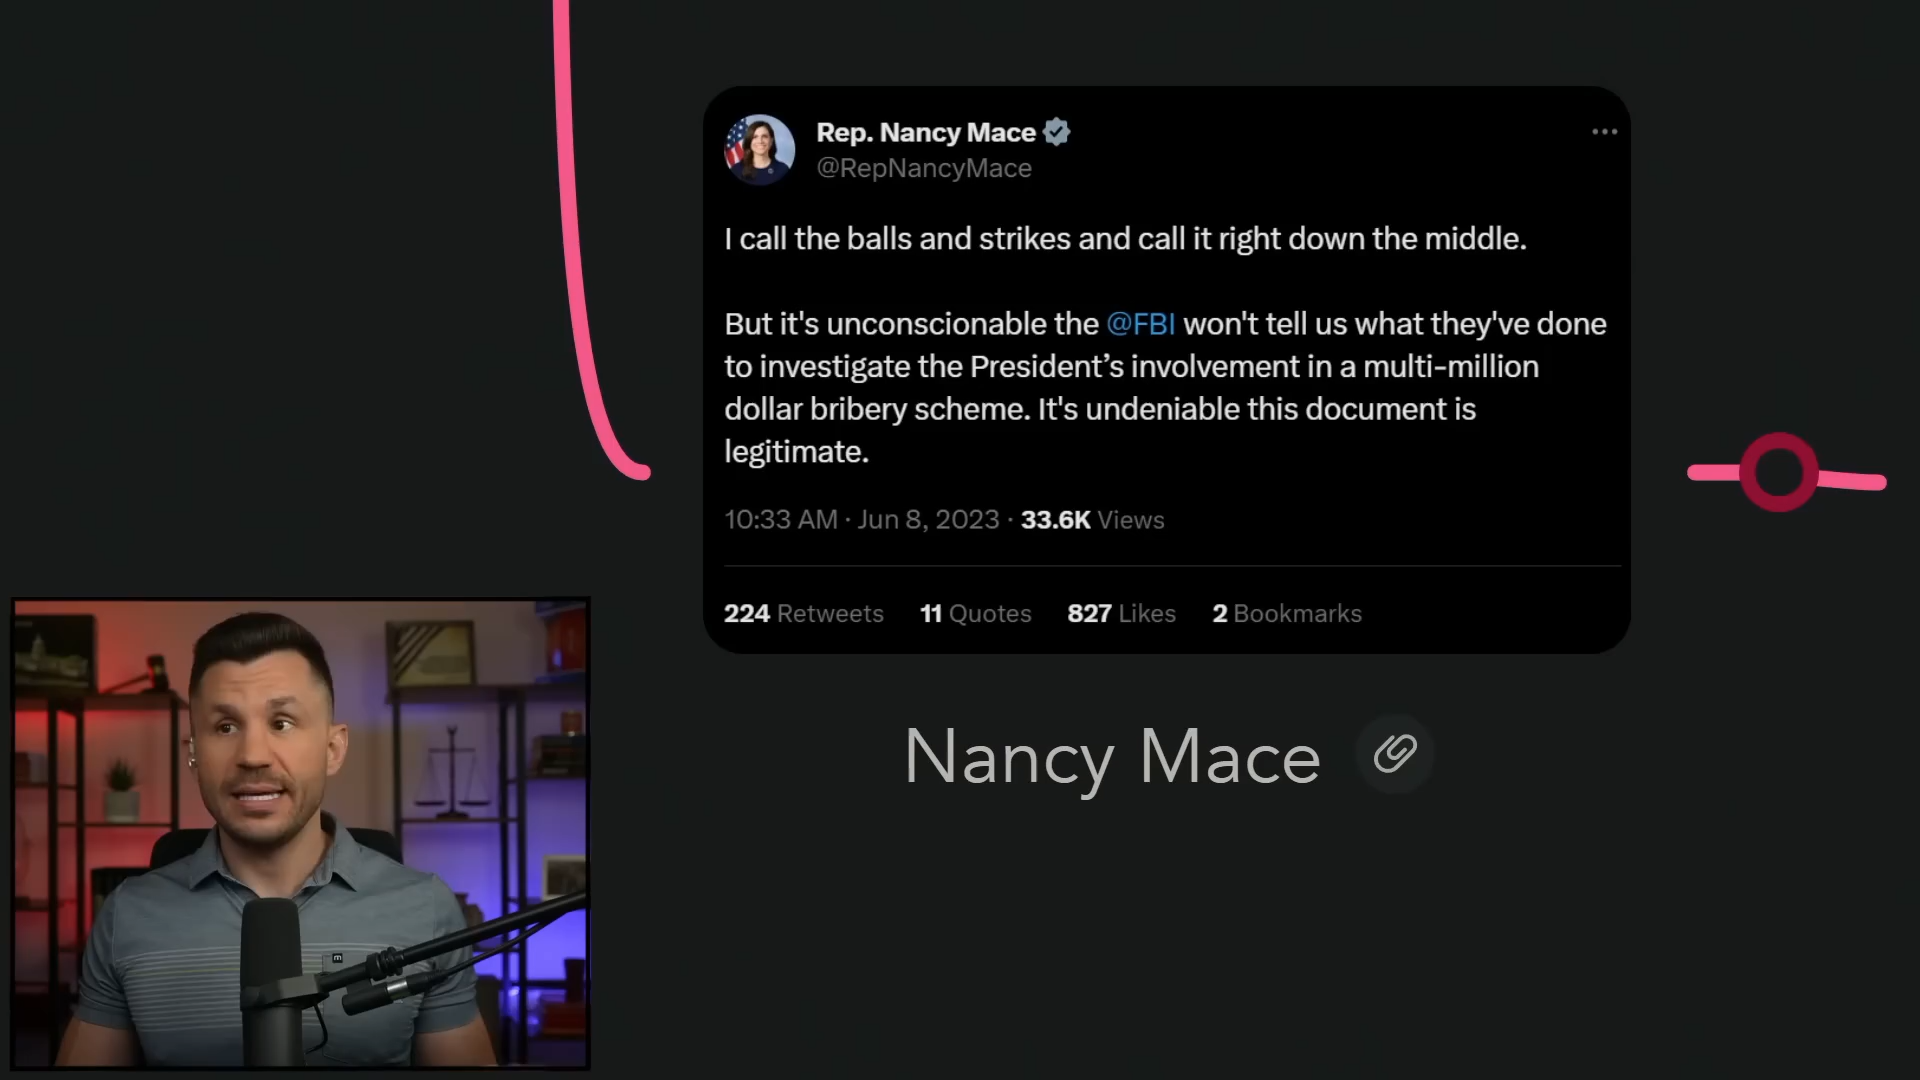 Rep. Nancy Mace
@RepNancyMace
I call the balls and strikes and call it right down the middle.
But it's unconscionable the @FBI won't tell us what they've done
to investigate the President’s involvement in a multi-million
dollar bribery scheme. It's undeniable this document is
legitimate.
10:33 AM · Jun 8, 2023 · 33.6K Views
224 Retweets 11 Quotes 827 Likes 2 Bookmarks
Nancy Mace